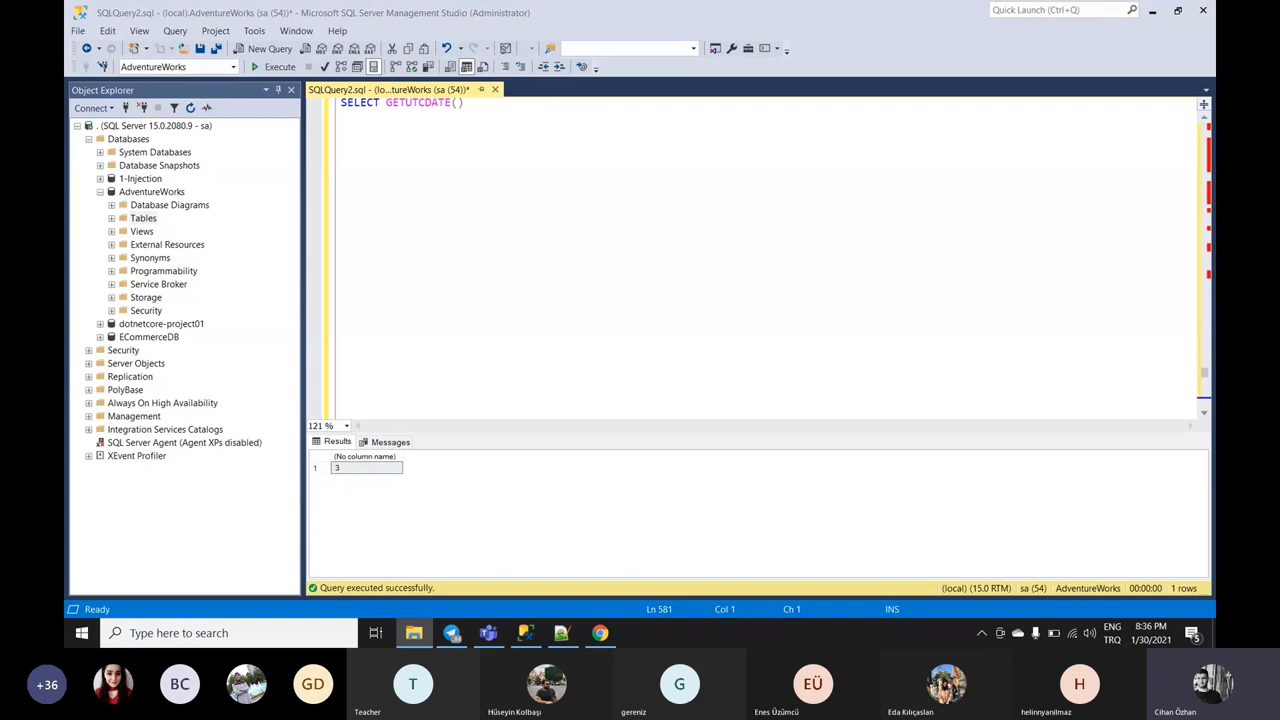 SQLQuery2.sql - (local).AdventureWorks (sa (54))* - Microsoft SQL Server Management Studio (Administrator)
Quick Launch (Ctrl+Q)
File Edit View Query Project Tools Window Help
New Query
AdventureWorks
Execute
Object Explorer
SQLQuery2.sql - (lo...tureWorks (sa (54))*
Connect
SELECT GETUTCDATE()
. (SQL Server 15.0.2080.9 - sa)
Databases
System Databases
Database Snapshots
1-Injection
AdventureWorks
Database Diagrams
Tables
Views
External Resources
Synonyms
Programmability
Service Broker
Storage
Security
dotnetcore-project01
ECommerceDB
Security
Server Objects
Replication
PolyBase
Always On High Availability
Management
Integration Services Catalogs
SQL Server Agent (Agent XPs disabled)
XEvent Profiler
121 %
Results Messages
(No column name)
1 3
Query executed successfully.
(local) (15.0 RTM) sa (54) AdventureWorks 00:00:00 1 rows
Ready Ln 581 Col 1 Ch 1 INS
Type here to search
ENG 8:36 PM
TRQ 1/30/2021
5
+36 BC GD T G EÜ H
Teacher Hüseyin Kolbaşı gereniz Enes Üzümcü Eda Kılıçaslan helinnyanilmaz Cihan Özhan